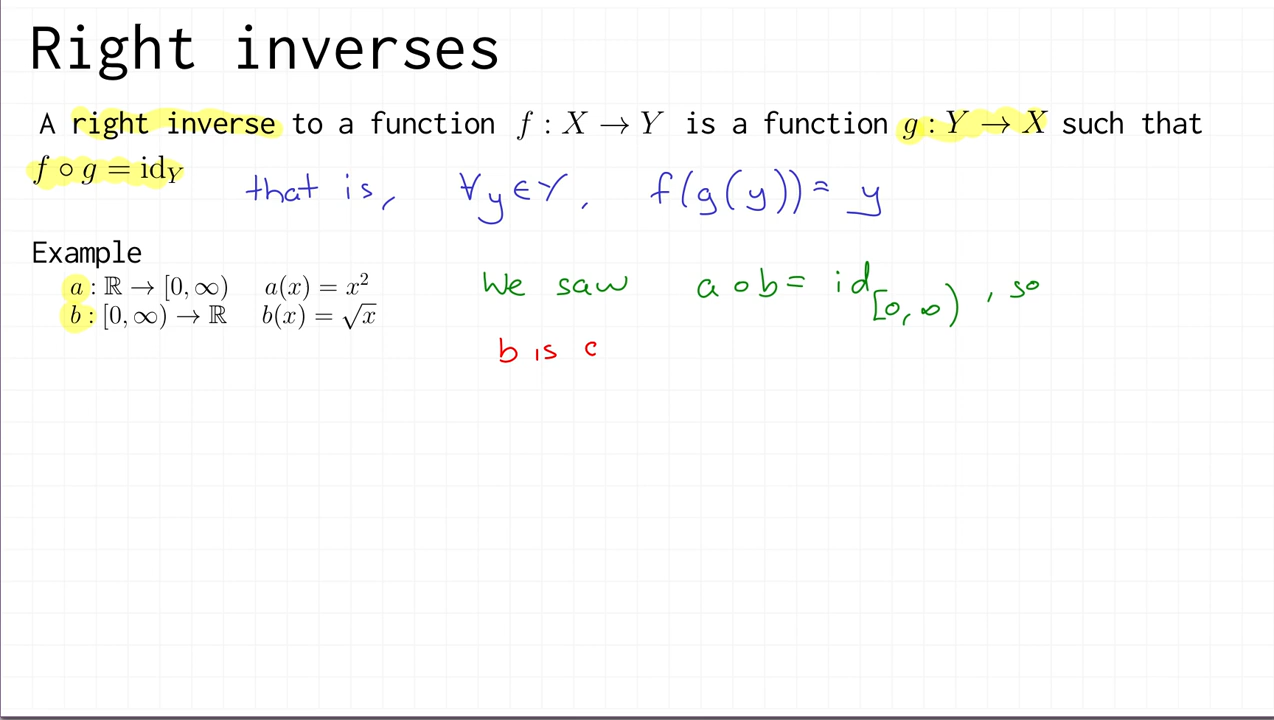 Right inverses
A right inverse to a function f : X → Y is a function g : Y → X such that
f ∘ g = id_Y
that is, ∀y ∈ Y, f(g(y)) = y
Example
a : ℝ → [0, ∞) a(x) = x² We saw a ∘ b = id_[0, ∞), so
b : [0, ∞) → ℝ b(x) = √x
b is